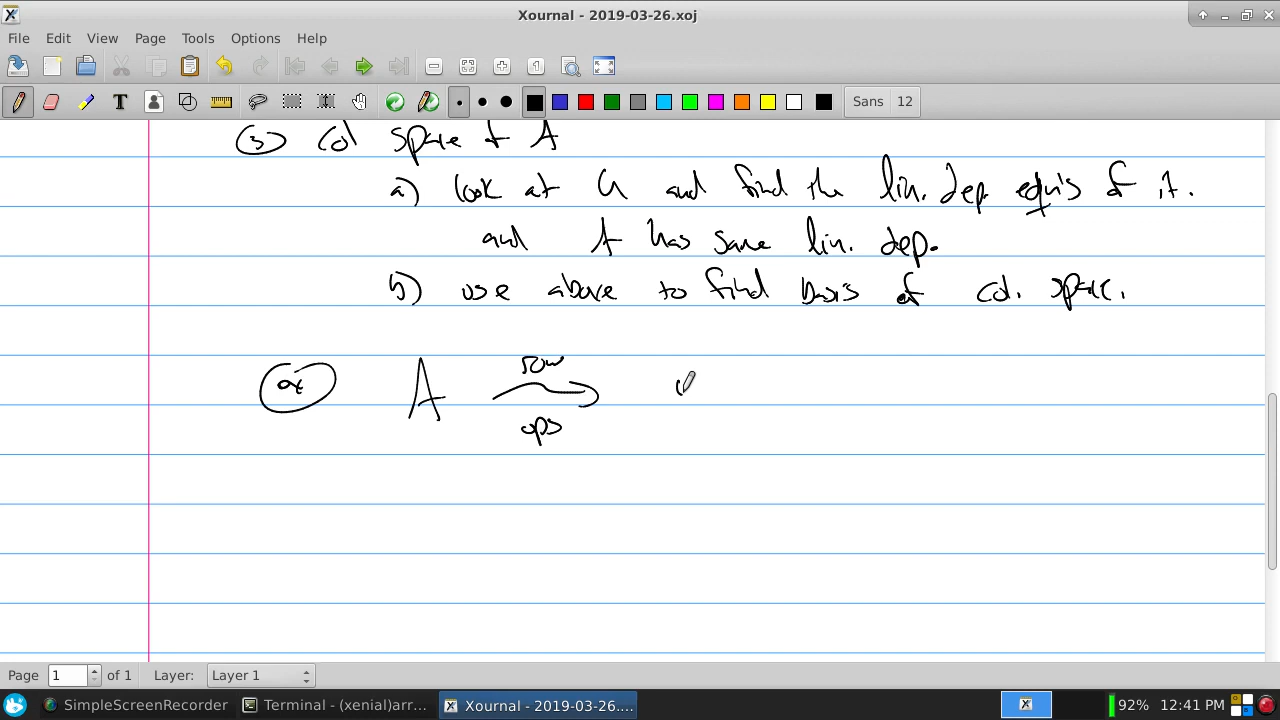 Xournal - 2019-03-26.xoj
File Edit View Page Tools Options Help
Sans 12
③ col space of A
a) look at U and find the lin. dep. eqn's of it.
and A has same lin. dep.
b) use above to find basis of col. space.
ex A row
ops
Page 1 of 1 Layer: Layer 1
SimpleScreenRecorder Terminal - (xenial)arr... Xournal - 2019-03-26.... 92% 12:41 PM